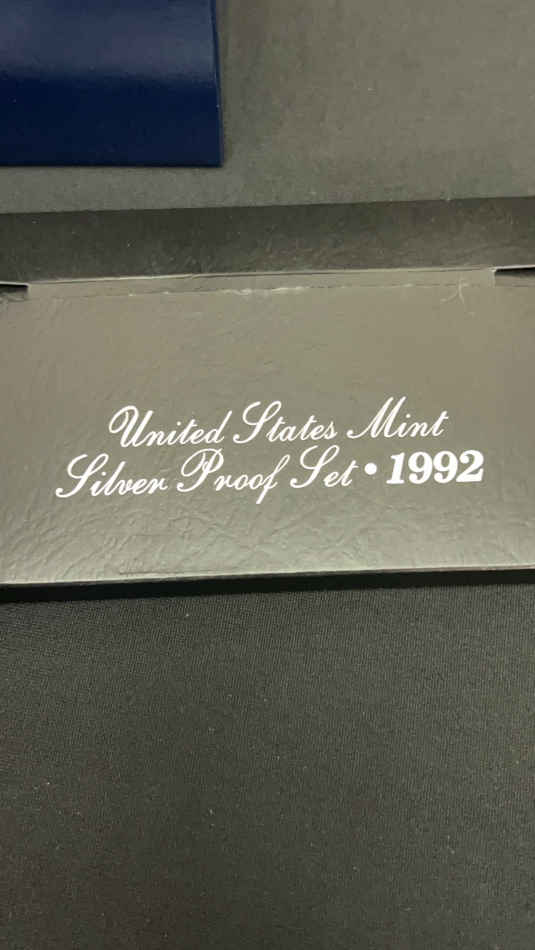 United States Mint
Silver Proof Set • 1992